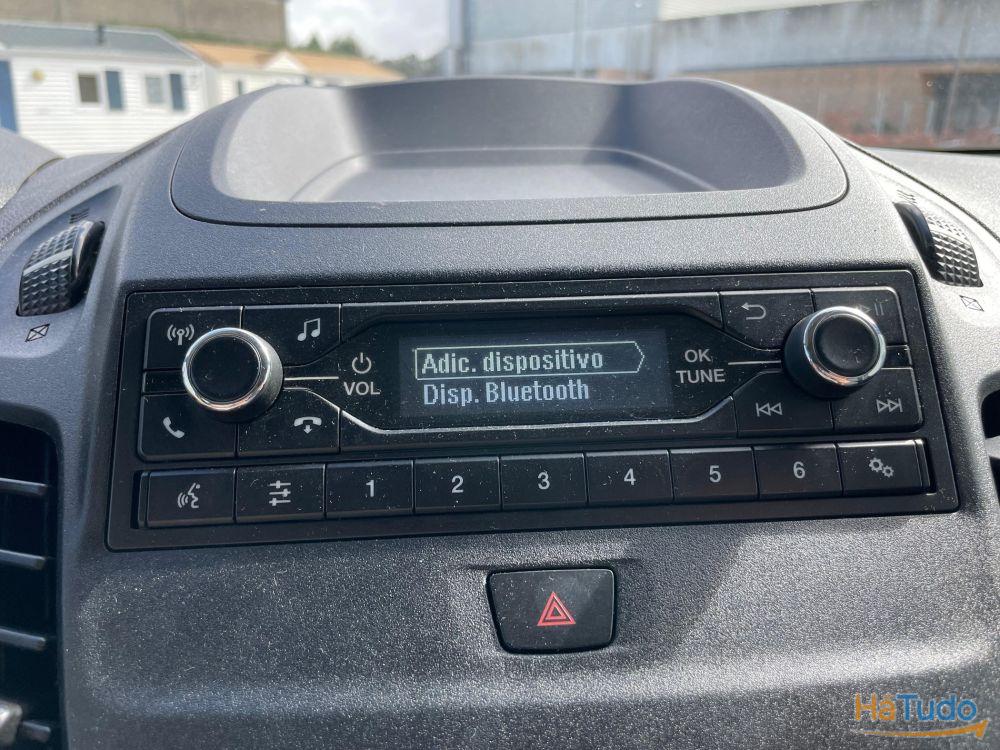 Adic. dispositivo
Disp. Bluetooth
VOL
OK
TUNE
1 2 3 4 5 6
HáTudo